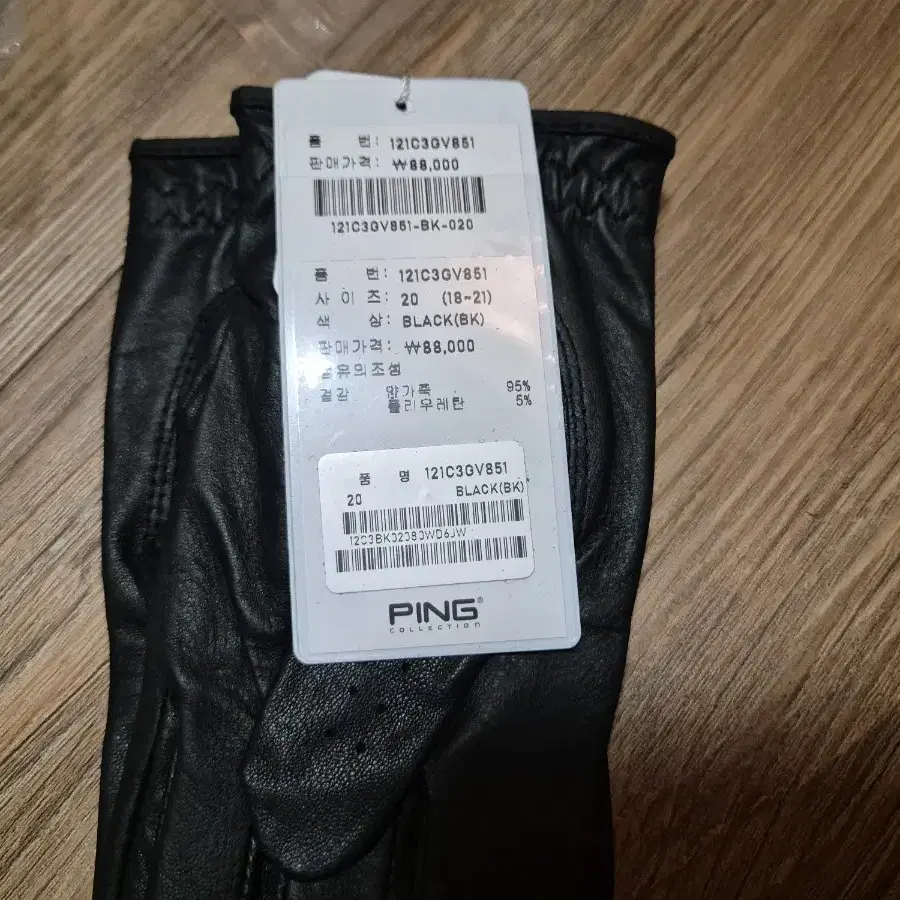 품 번: 121C3GV851
판매가격: ₩88,000
121C3GV851-BK-020
품 번: 121C3GV851
사 이 즈: 20 (18~21)
색 상: BLACK(BK)
판매가격: ₩88,000
섬유의조성
겉감 양가죽 95%
폴리우레탄 5%
품 명 121C3GV851
20 BLACK(BK)
12C3BK02080WD6JW
PING®
COLLECTION